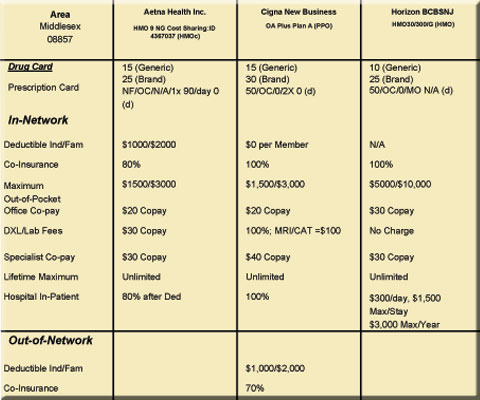 Area
Middlesex
08857
Aetna Health Inc.
HMO 9 NG Cost Sharing:ID
4367037 (HMOc)
Cigna New Business
OA Plus Plan A (PPO)
Horizon BCBSNJ
HMO30/300/G (HMO)
Drug Card
Prescription Card
15 (Generic)
25 (Brand)
NF/OC/N/A/1x 90/day 0
(d)
15 (Generic)
30 (Brand)
50/OC/0/2X 0 (d)
10 (Generic)
25 (Brand)
50/OC/0/MO N/A (d)
In-Network
Deductible Ind/Fam $1000/$2000 $0 per Member N/A
Co-Insurance 80% 100% 100%
Maximum $1500/$3000 $1,500/$3,000 $5000/$10,000
Out-of-Pocket
Office Co-pay $20 Copay $20 Copay $30 Copay
DXL/Lab Fees $30 Copay 100%; MRI/CAT =$100 No Charge
Specialist Co-pay $30 Copay $40 Copay $30 Copay
Lifetime Maximum Unlimited Unlimited Unlimited
Hospital In-Patient 80% after Ded 100% $300/day, $1,500
Max/Stay
$3,000 Max/Year
Out-of-Network
Deductible Ind/Fam $1,000/$2,000
Co-Insurance 70%